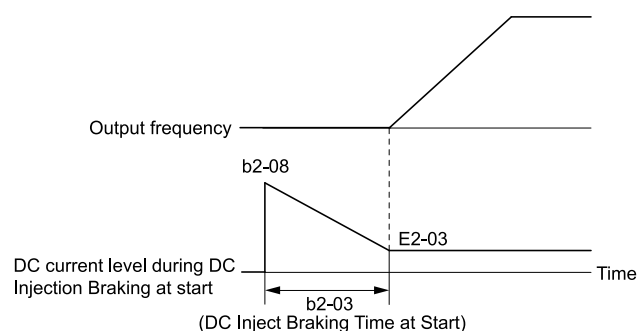 Output frequency
b2-08
E2-03
DC current level during DC
Injection Braking at start
Time
b2-03
(DC Inject Braking Time at Start)